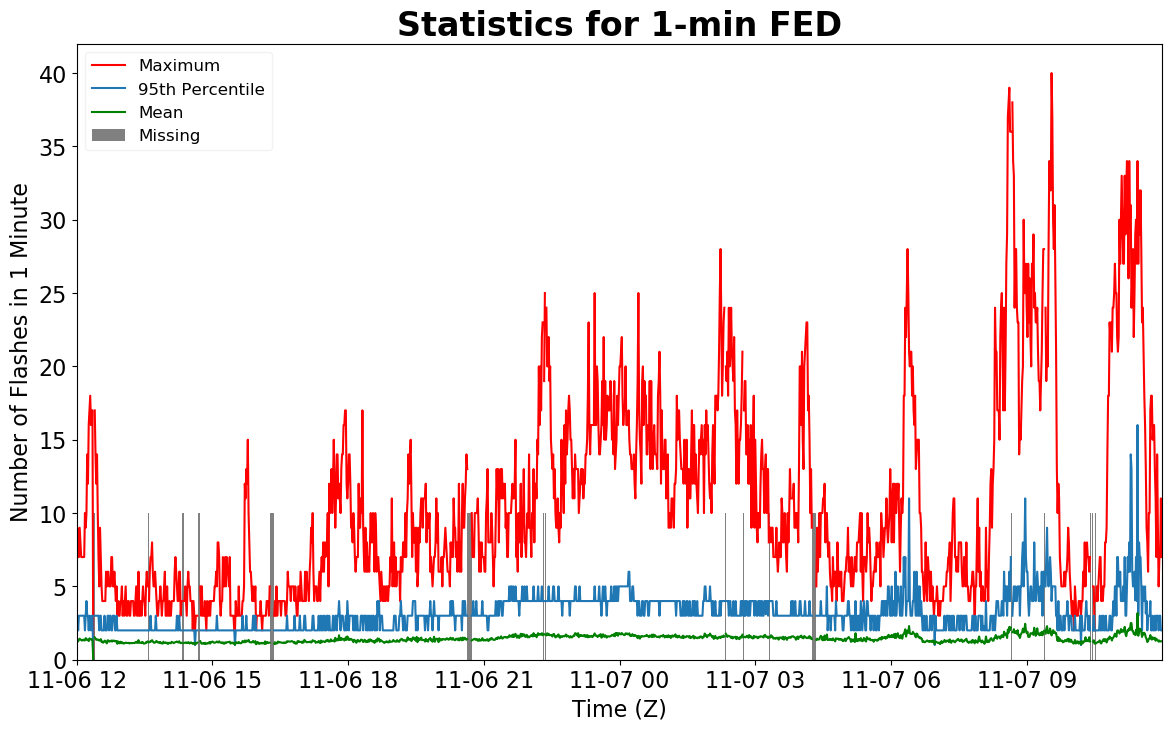 Statistics for 1-min FED
Maximum
95th Percentile
Mean
Missing
Number of Flashes in 1 Minute
40
35
30
25
20
15
10
5
0
11-06 12
11-06 15
11-06 18
11-06 21
11-07 00
11-07 03
11-07 06
11-07 09
Time (Z)